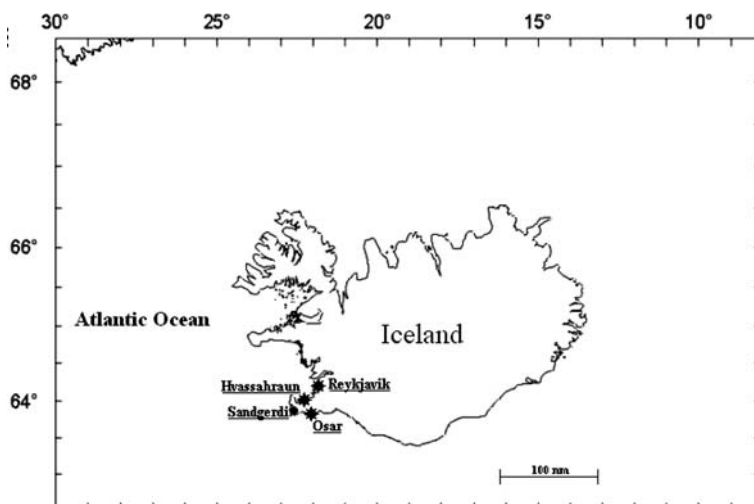 30° 25° 20° 15° 10°
68°
66°
Atlantic Ocean
Iceland
Hvassahraun
Reykjavik
64°
Sandgerdi
Osar
100 nm